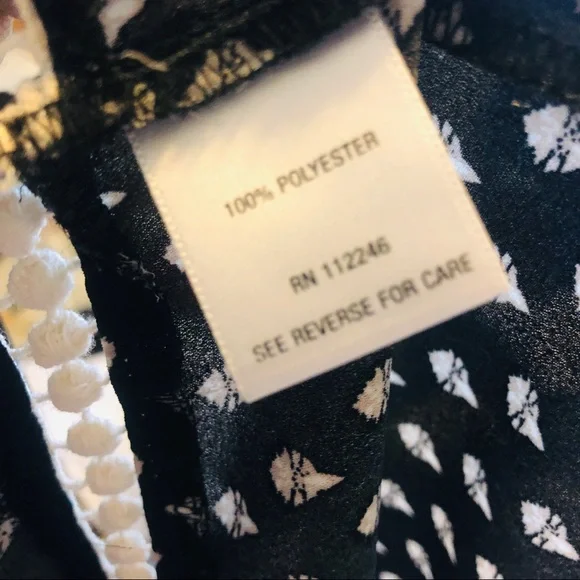 100% POLYESTER
RN 112246
SEE REVERSE FOR CARE